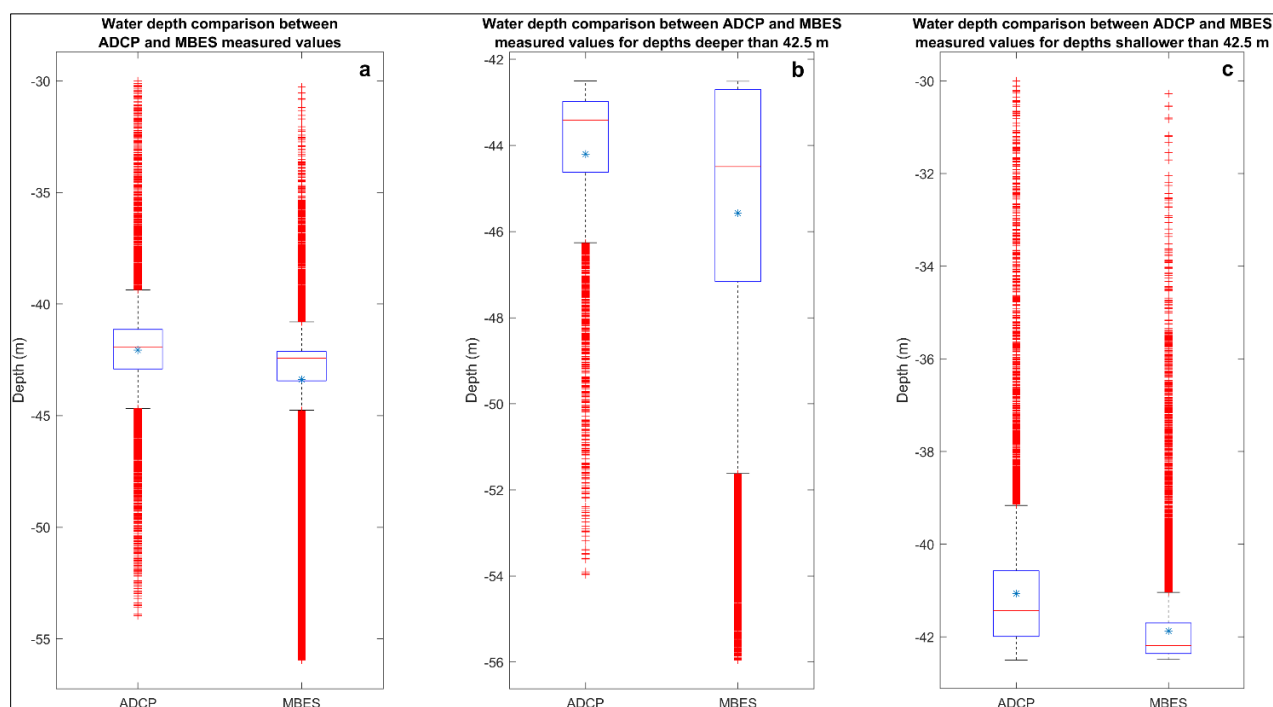 Water depth comparison between
ADCP and MBES measured values
a
-30
-35
-40
-45
-50
-55
Depth (m)
ADCP
MBES
Water depth comparison between ADCP and MBES
measured values for depths deeper than 42.5 m
b
-42
-44
-46
-48
-50
-52
-54
-56
Depth (m)
ADCP
MBES
Water depth comparison between ADCP and MBES
measured values for depths shallower than 42.5 m
c
-30
-32
-34
-36
-38
-40
-42
Depth (m)
ADCP
MBES